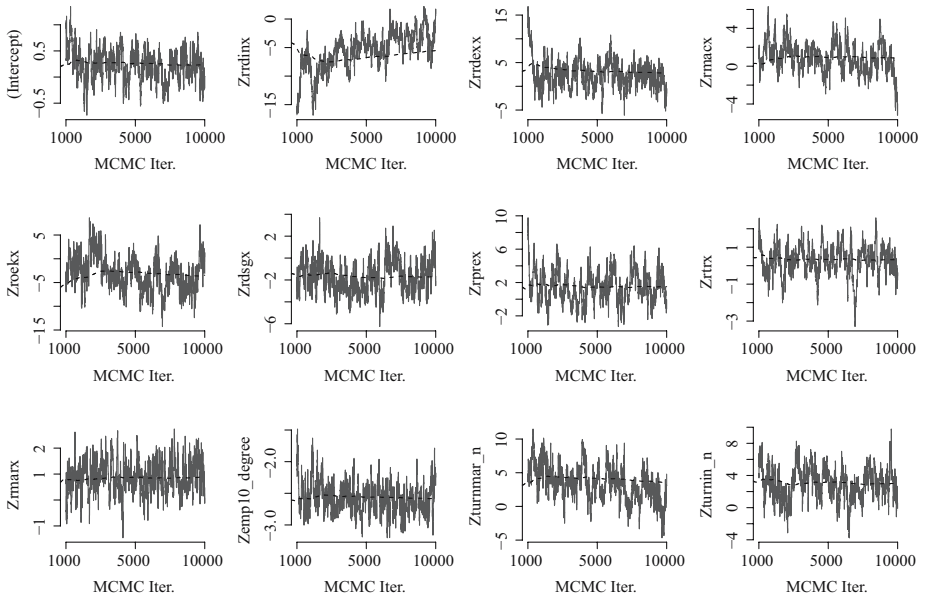 (Intercept)
0.5
−0.5
1000 5000 10000
MCMC Iter.
Zrrdinx
0
−5
−15
1000 5000 10000
MCMC Iter.
Zrrdexx
15
5
−5
1000 5000 10000
MCMC Iter.
Zrmacx
4
0
−4
1000 5000 10000
MCMC Iter.
Zroekx
5
−5
−15
1000 5000 10000
MCMC Iter.
Zrdsgx
2
−2
−6
1000 5000 10000
MCMC Iter.
Zrprex
10
6
2
−2
1000 5000 10000
MCMC Iter.
Zrtrx
1
−1
−3
1000 5000 10000
MCMC Iter.
Zrmarx
2
1
−1
1000 5000 10000
MCMC Iter.
Zemp10_degree
−2.0
−3.0
1000 5000 10000
MCMC Iter.
Zturnmar_n
10
5
0
−5
1000 5000 10000
MCMC Iter.
Zturnin_n
8
4
0
−4
1000 5000 10000
MCMC Iter.